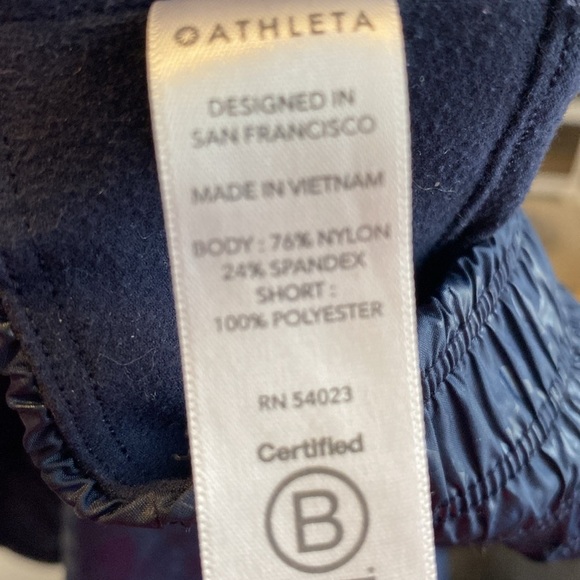 ATHLETA
DESIGNED IN
SAN FRANCISCO
MADE IN VIETNAM
BODY : 76% NYLON
24% SPANDEX
SHORT :
100% POLYESTER
RN 54023
Certified
B